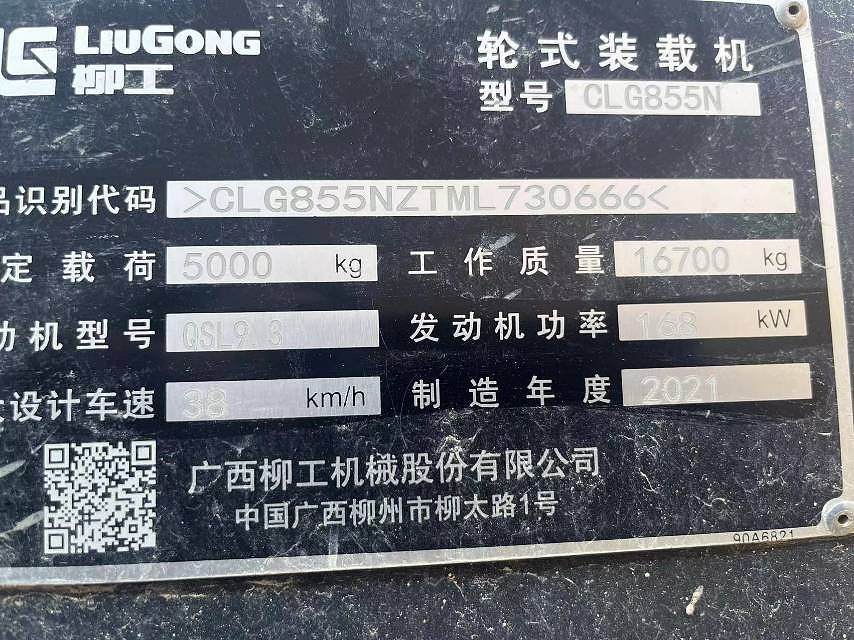 LIUGONG
柳工
轮式装载机
型号 CLG855N
品识别代码 >CLG855NZTML730666<
定载荷 5000 kg 工作质量 16700 kg
动机型号 QSL9.3 发动机功率 168 kW
设计车速 38 km/h 制造年度 2021
广西柳工机械股份有限公司
中国广西柳州市柳太路1号
90A6821